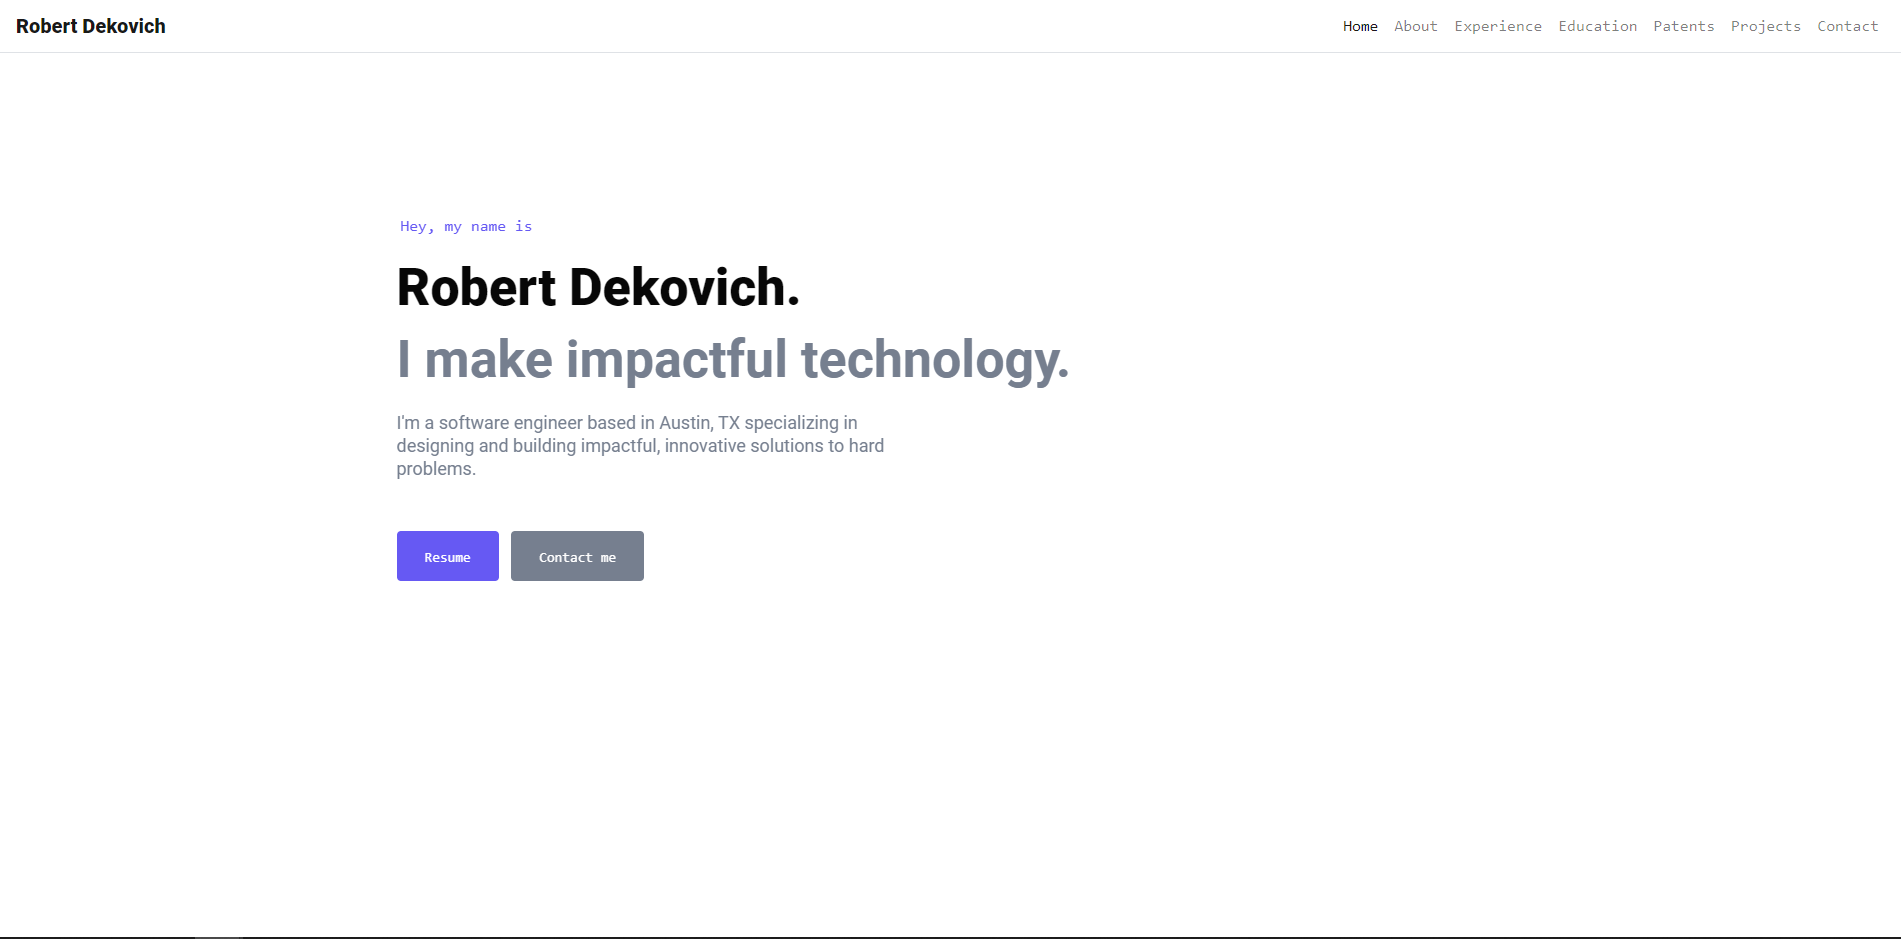 Robert Dekovich
Home About Experience Education Patents Projects Contact
Hey, my name is
Robert Dekovich.
I make impactful technology.
I'm a software engineer based in Austin, TX specializing in
designing and building impactful, innovative solutions to hard
problems.
Resume
Contact me